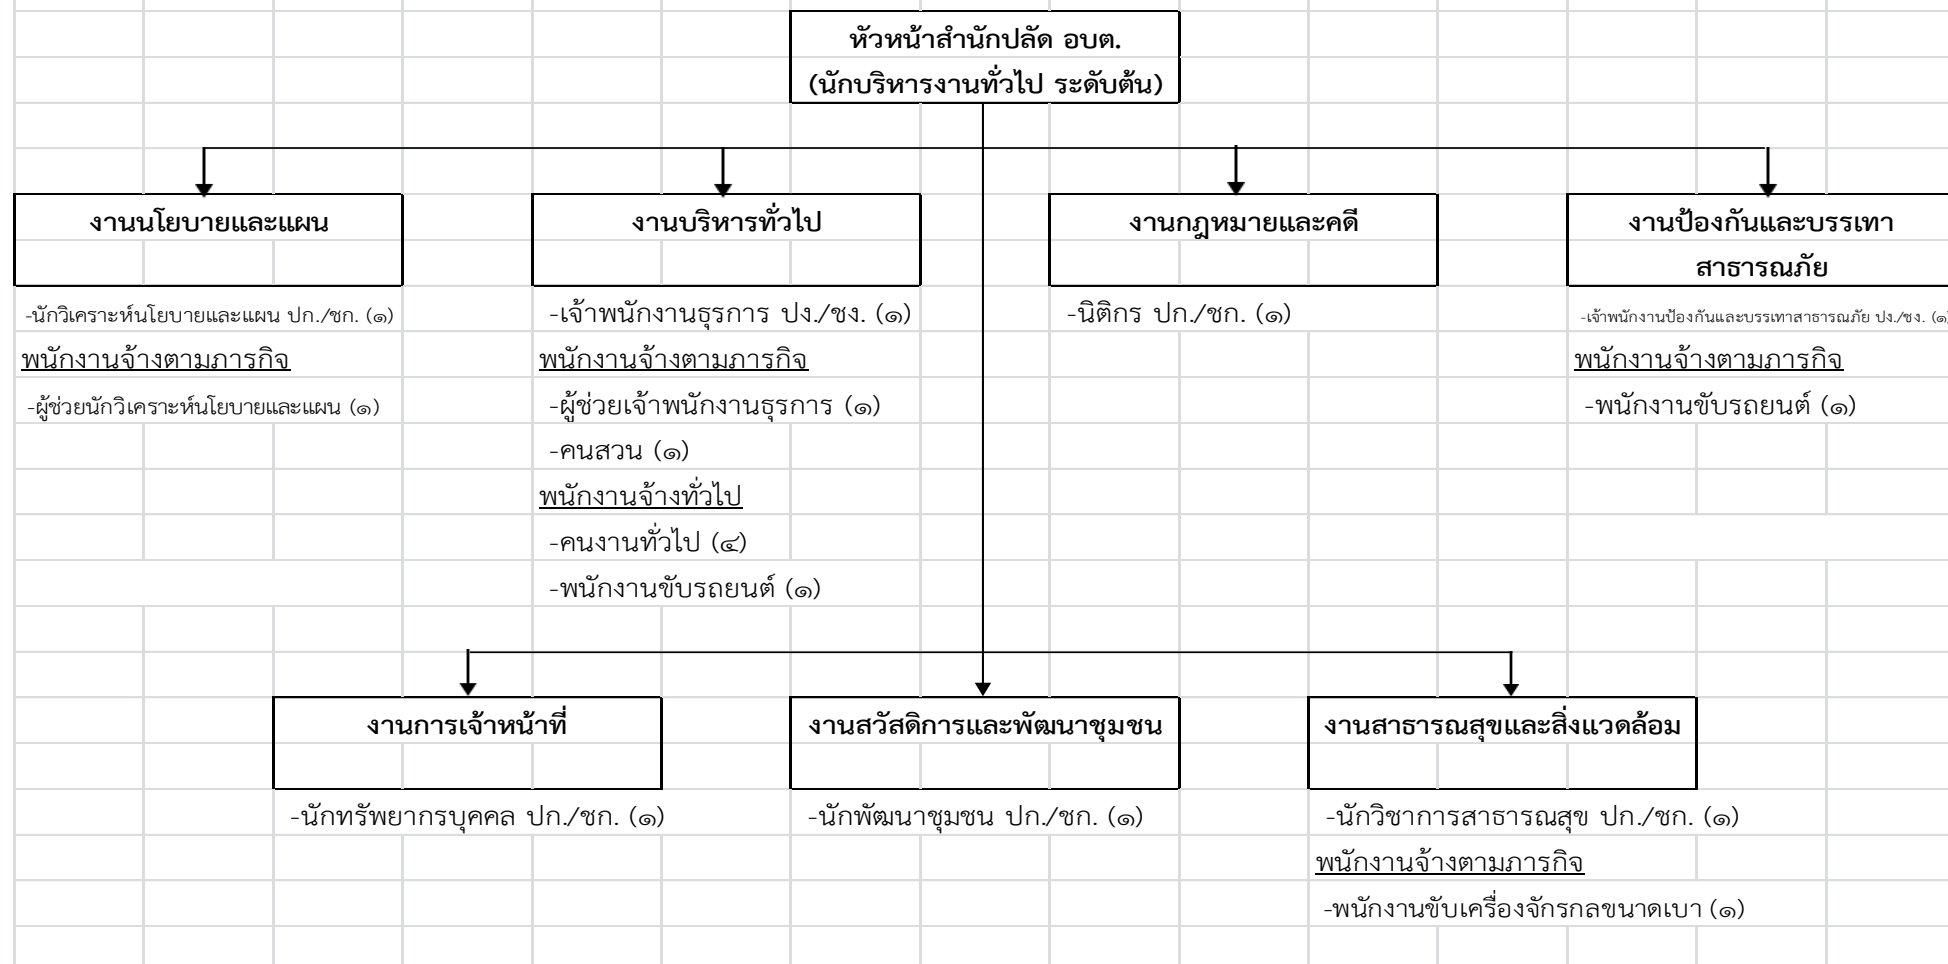 หัวหน้าสำนักปลัด อบต.
(นักบริหารงานทั่วไป ระดับต้น)
งานนโยบายและแผน
-นักวิเคราะห์นโยบายและแผน ปก./ชก. (๑)
พนักงานจ้างตามภารกิจ
-ผู้ช่วยนักวิเคราะห์นโยบายและแผน (๑)
งานบริหารทั่วไป
-เจ้าพนักงานธุรการ ปง./ชง. (๑)
พนักงานจ้างตามภารกิจ
-ผู้ช่วยเจ้าพนักงานธุรการ (๑)
-คนสวน (๑)
พนักงานจ้างทั่วไป
-คนงานทั่วไป (๔)
-พนักงานขับรถยนต์ (๑)
งานกฎหมายและคดี
-นิติกร ปก./ชก. (๑)
งานป้องกันและบรรเทา
สาธารณภัย
-เจ้าพนักงานป้องกันและบรรเทาสาธารณภัย ปง./ชง. (๑)
พนักงานจ้างตามภารกิจ
-พนักงานขับรถยนต์ (๑)
งานการเจ้าหน้าที่
-นักทรัพยากรบุคคล ปก./ชก. (๑)
งานสวัสดิการและพัฒนาชุมชน
-นักพัฒนาชุมชน ปก./ชก. (๑)
งานสาธารณสุขและสิ่งแวดล้อม
-นักวิชาการสาธารณสุข ปก./ชก. (๑)
พนักงานจ้างตามภารกิจ
-พนักงานขับเครื่องจักรกลขนาดเบา (๑)